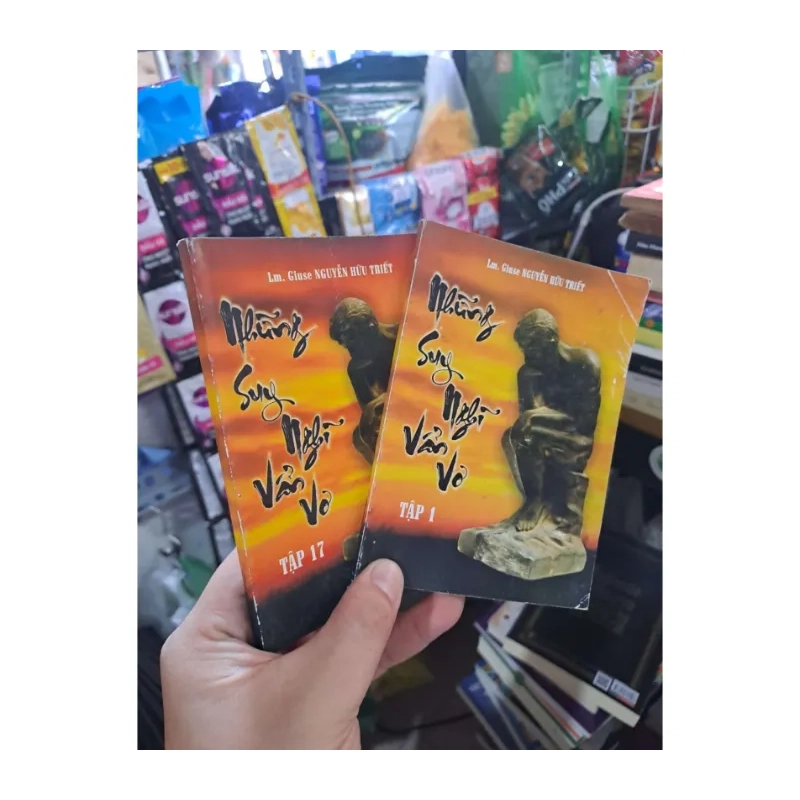 Lm. Giuse NGUYỄN HỮU TRIẾT
Những
Suy
Nghĩ
Vẩn
Vơ
TẬP 17
Lm. Giuse NGUYỄN HỮU TRIẾT
Những
Suy
Nghĩ
Vẩn
Vơ
TẬP 1
PHỐ